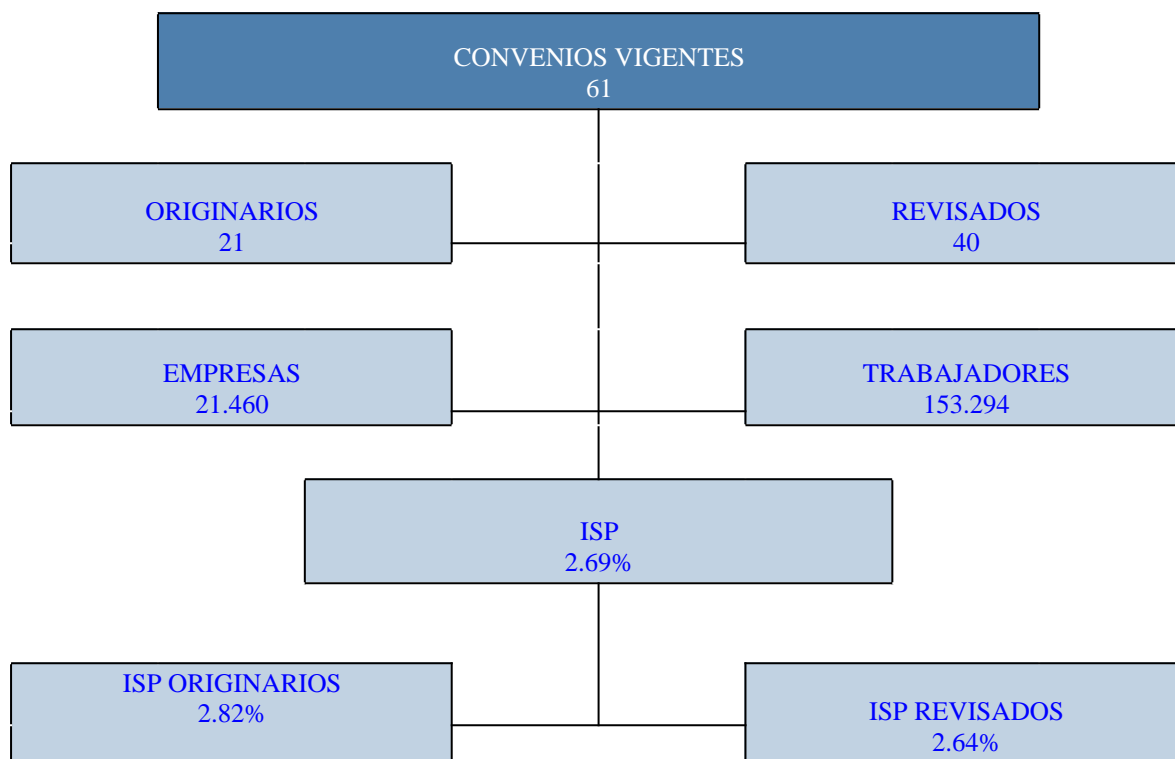 CONVENIOS VIGENTES
61
ORIGINARIOS
21
REVISADOS
40
EMPRESAS
21.460
TRABAJADORES
153.294
ISP
2.69%
ISP ORIGINARIOS
2.82%
ISP REVISADOS
2.64%